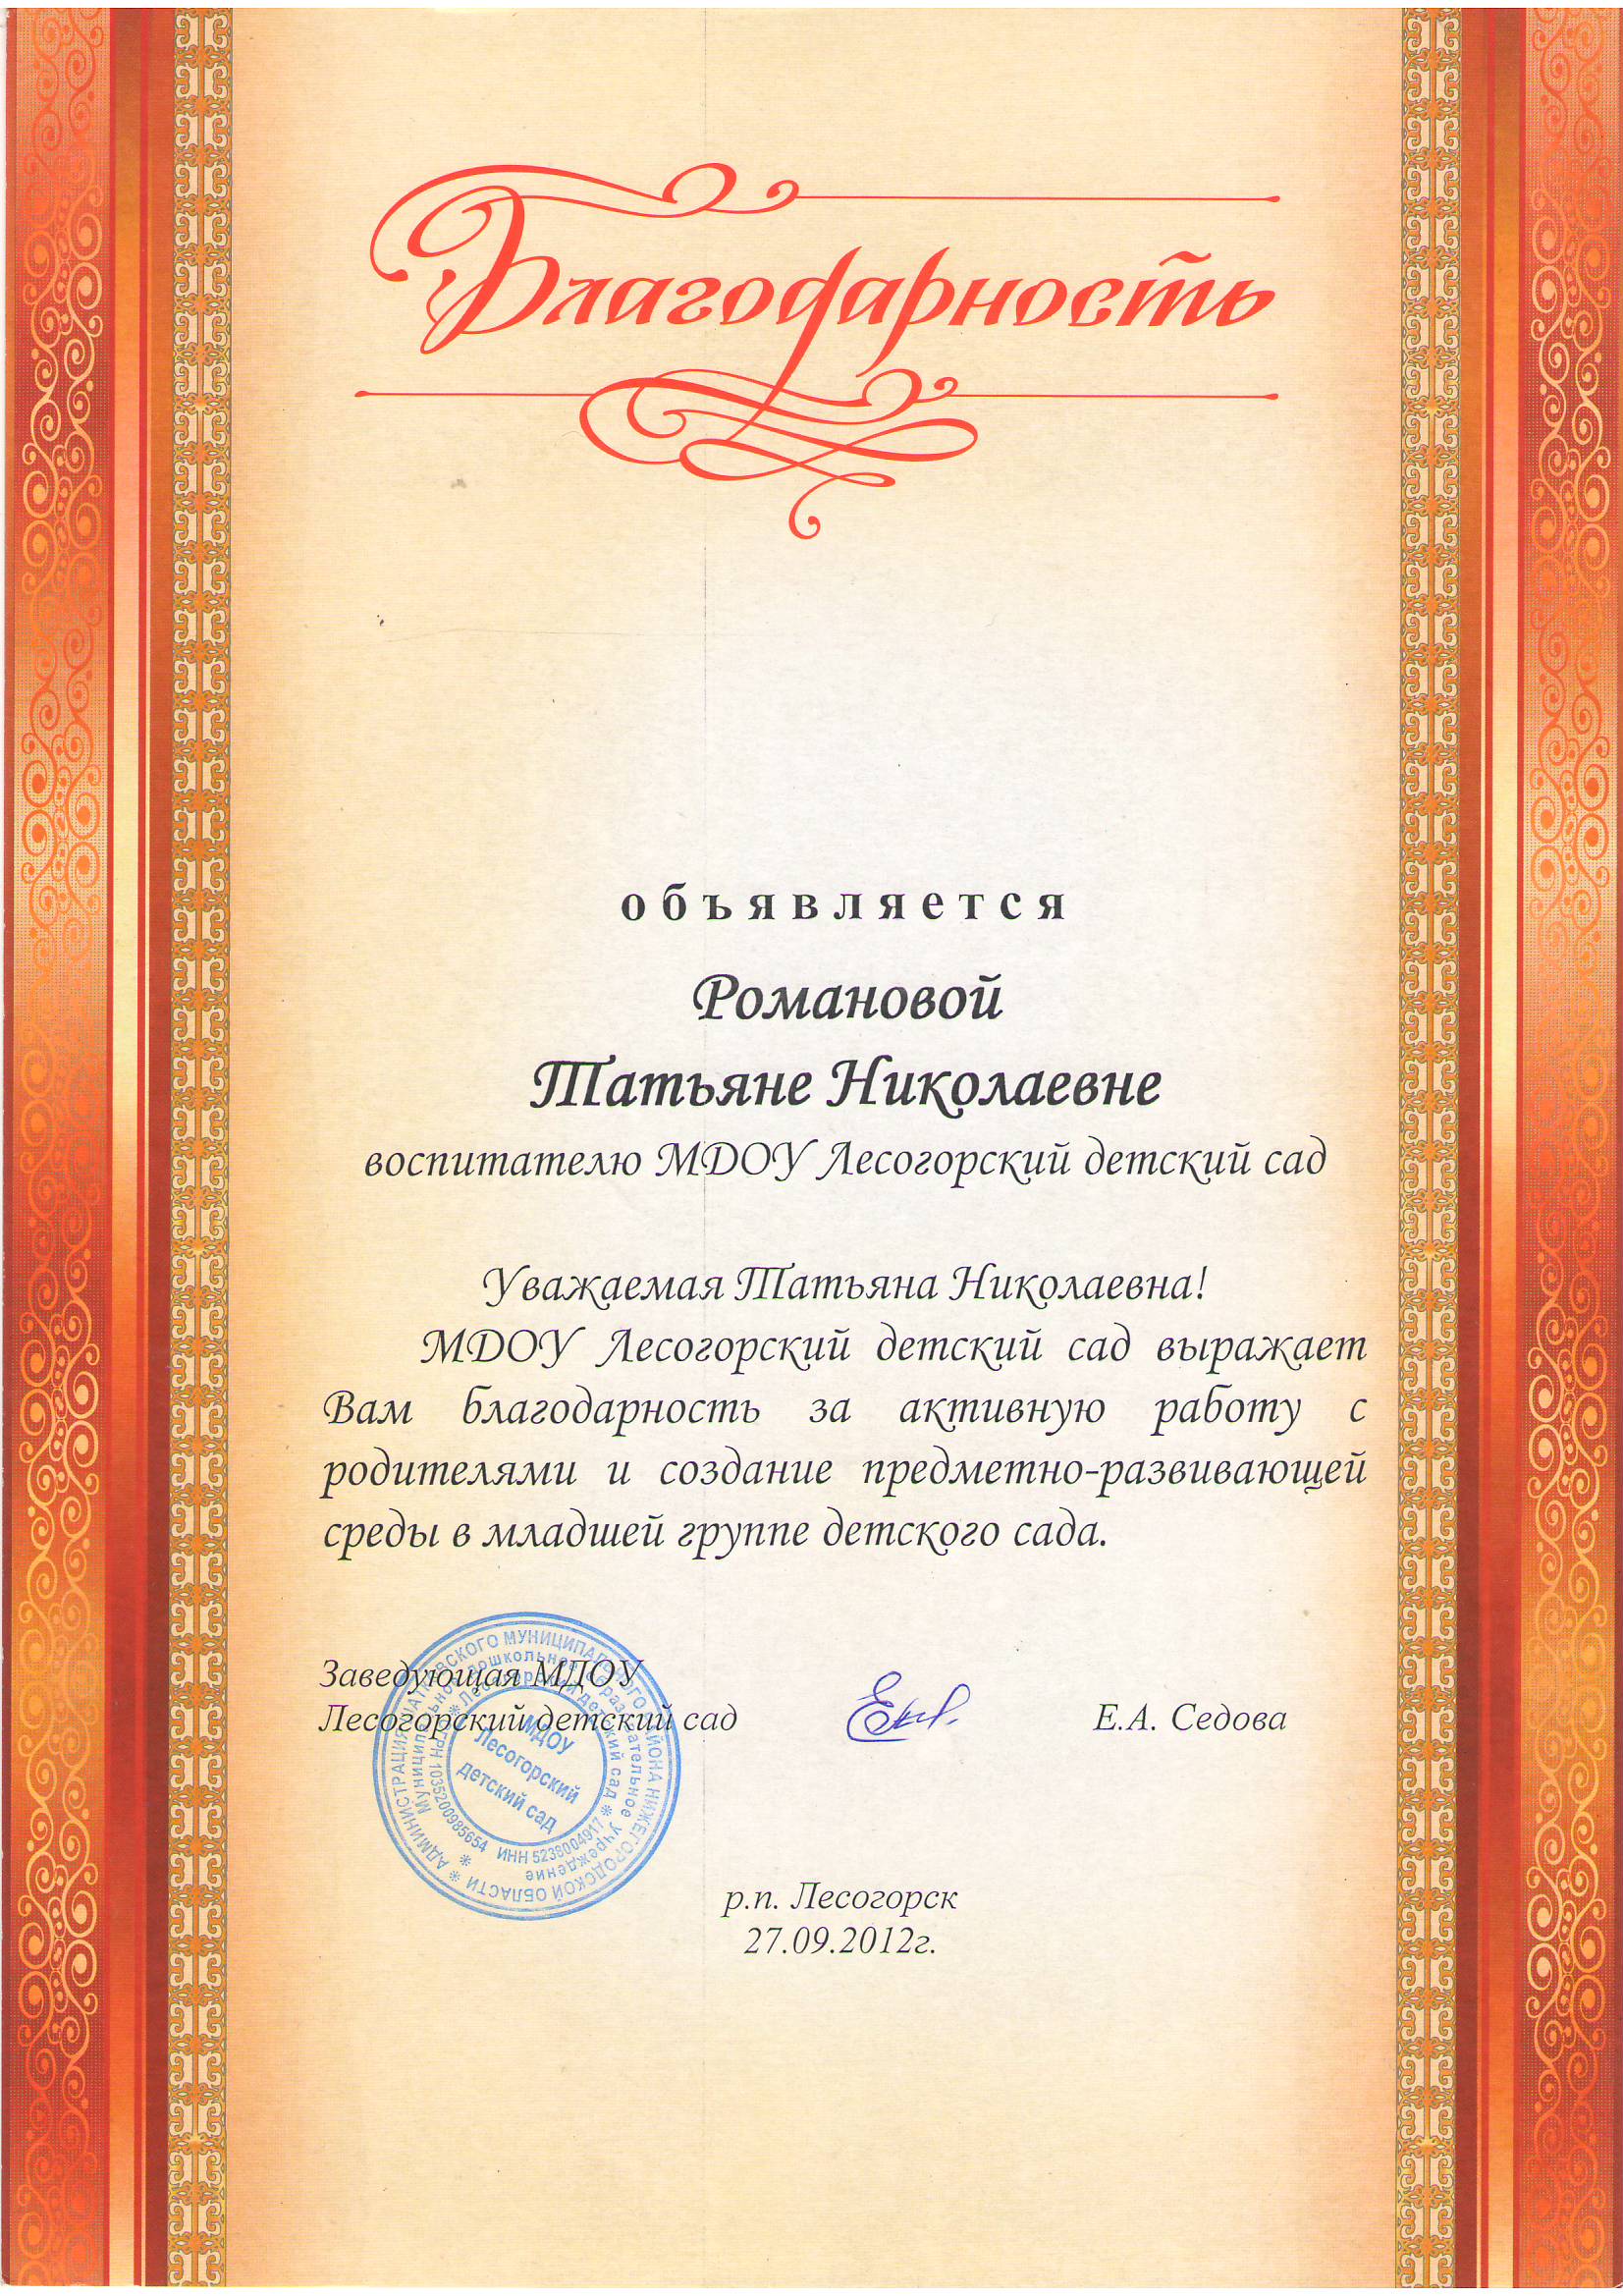 Благодарность
объявляется
Романовой
Татьяне Николаевне
воспитателю МДОУ Лесогорский детский сад
Уважаемая Татьяна Николаевна!
МДОУ Лесогорский детский сад выражает
Вам благодарность за активную работу с
родителями и создание предметно-развивающей
среды в младшей группе детского сада.
Заведующая МДОУ
Лесогорский детский сад
Е.А. Седова
АДМИНИСТРАЦИЯ ШАТКОВСКОГО МУНИЦИПАЛЬНОГО РАЙОНА НИЖЕГОРОДСКОЙ ОБЛАСТИ
Муниципальное дошкольное образовательное учреждение
Лесогорский детский сад
ОГРН 1035200985654 ИНН 5238004917
МДОУ
Лесогорский
детский сад
р.п. Лесогорск
27.09.2012г.